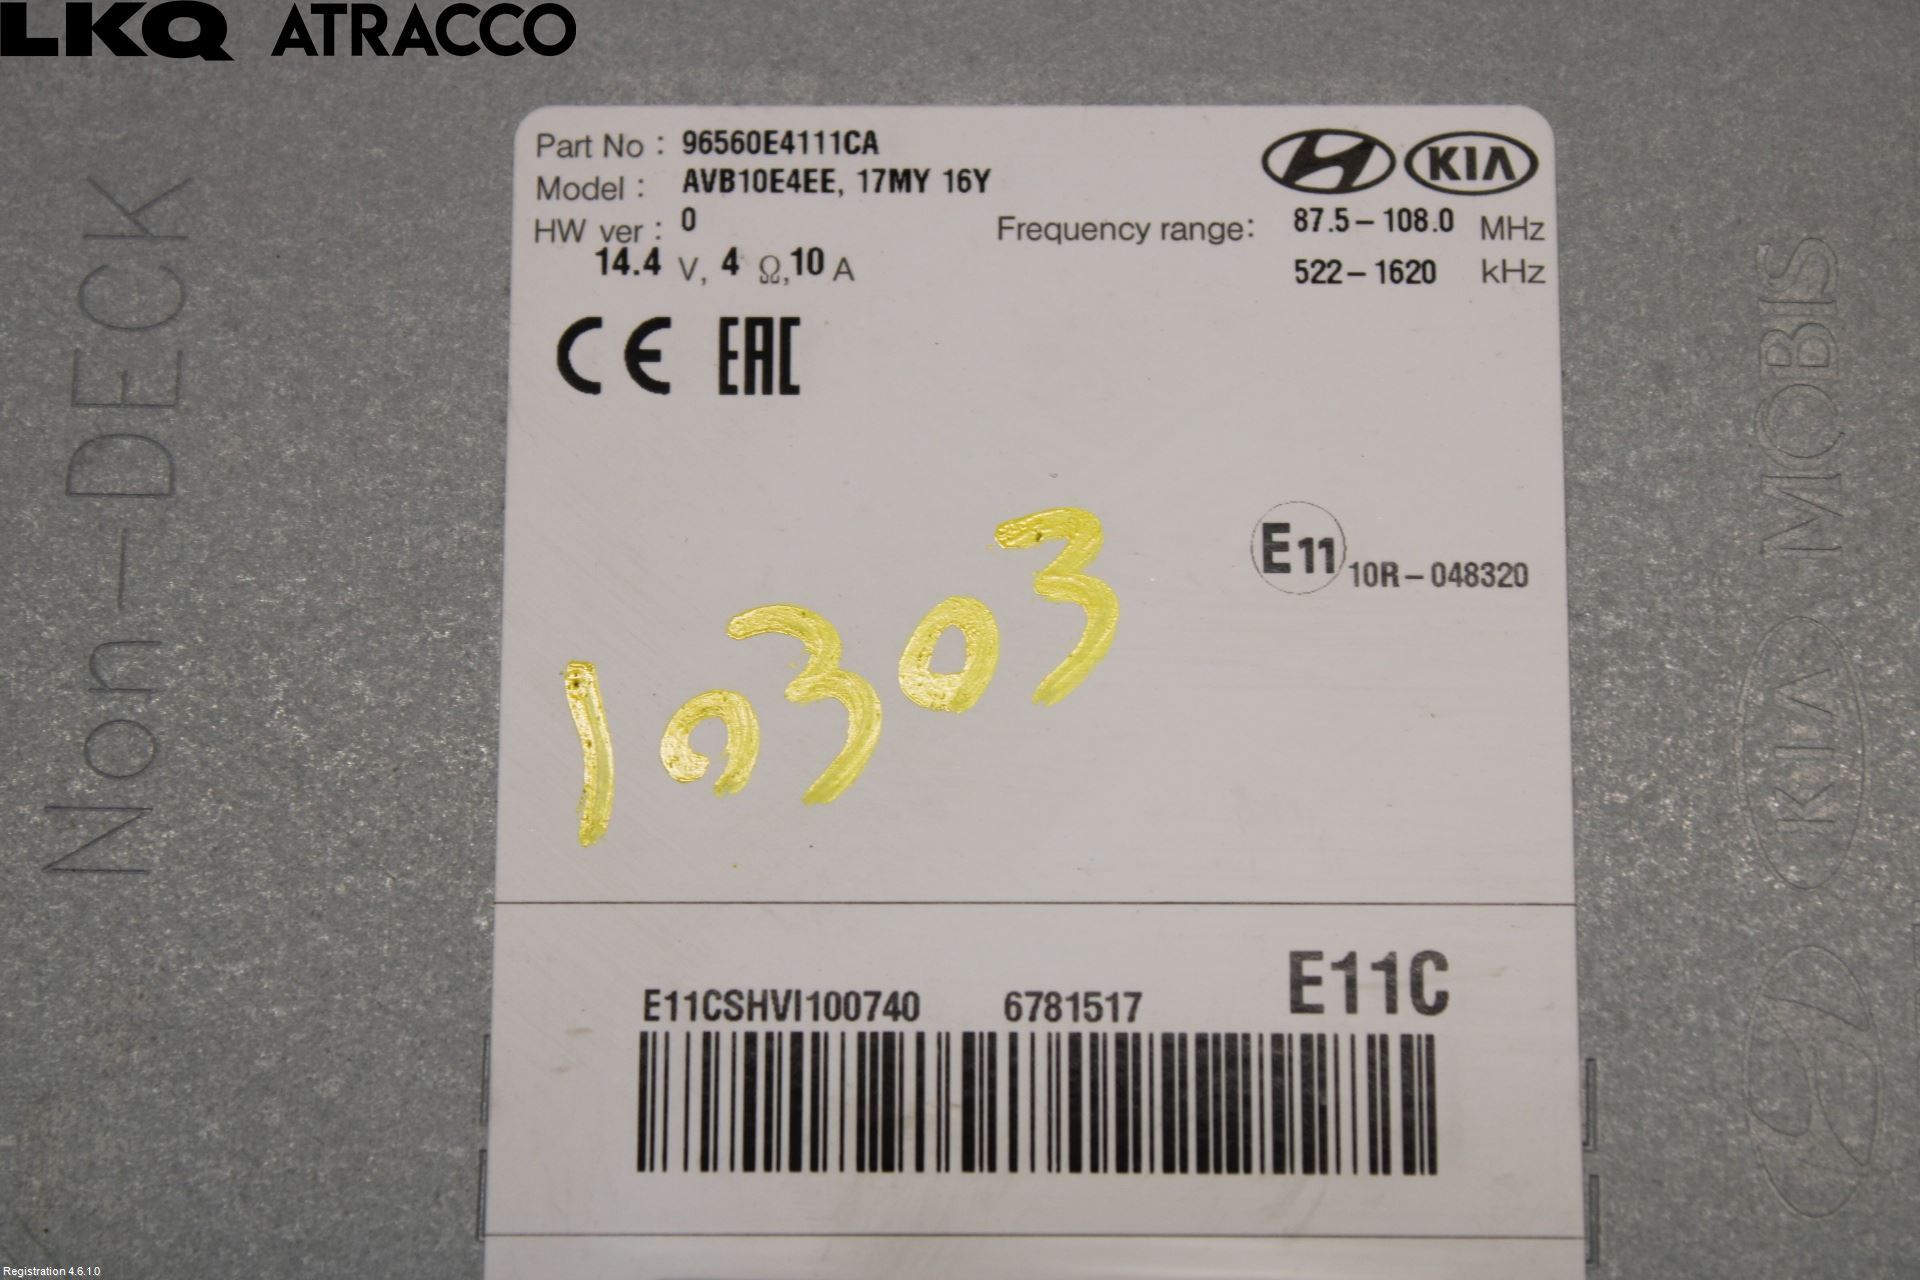 LKQ ATRACCO
Part No : 96560E4111CA
Model : AVB10E4EE, 17MY 16Y
HW ver : 0
14.4 V, 4 Ω,10 A
KIA
Frequency range: 87.5 – 108.0 MHz
522 – 1620 kHz
CE EAC
E11 10R – 048320
10303
E11CSHVI100740 6781517 E11C
Non-DECK
KIA MOBIS
Registration 4.6.1.0